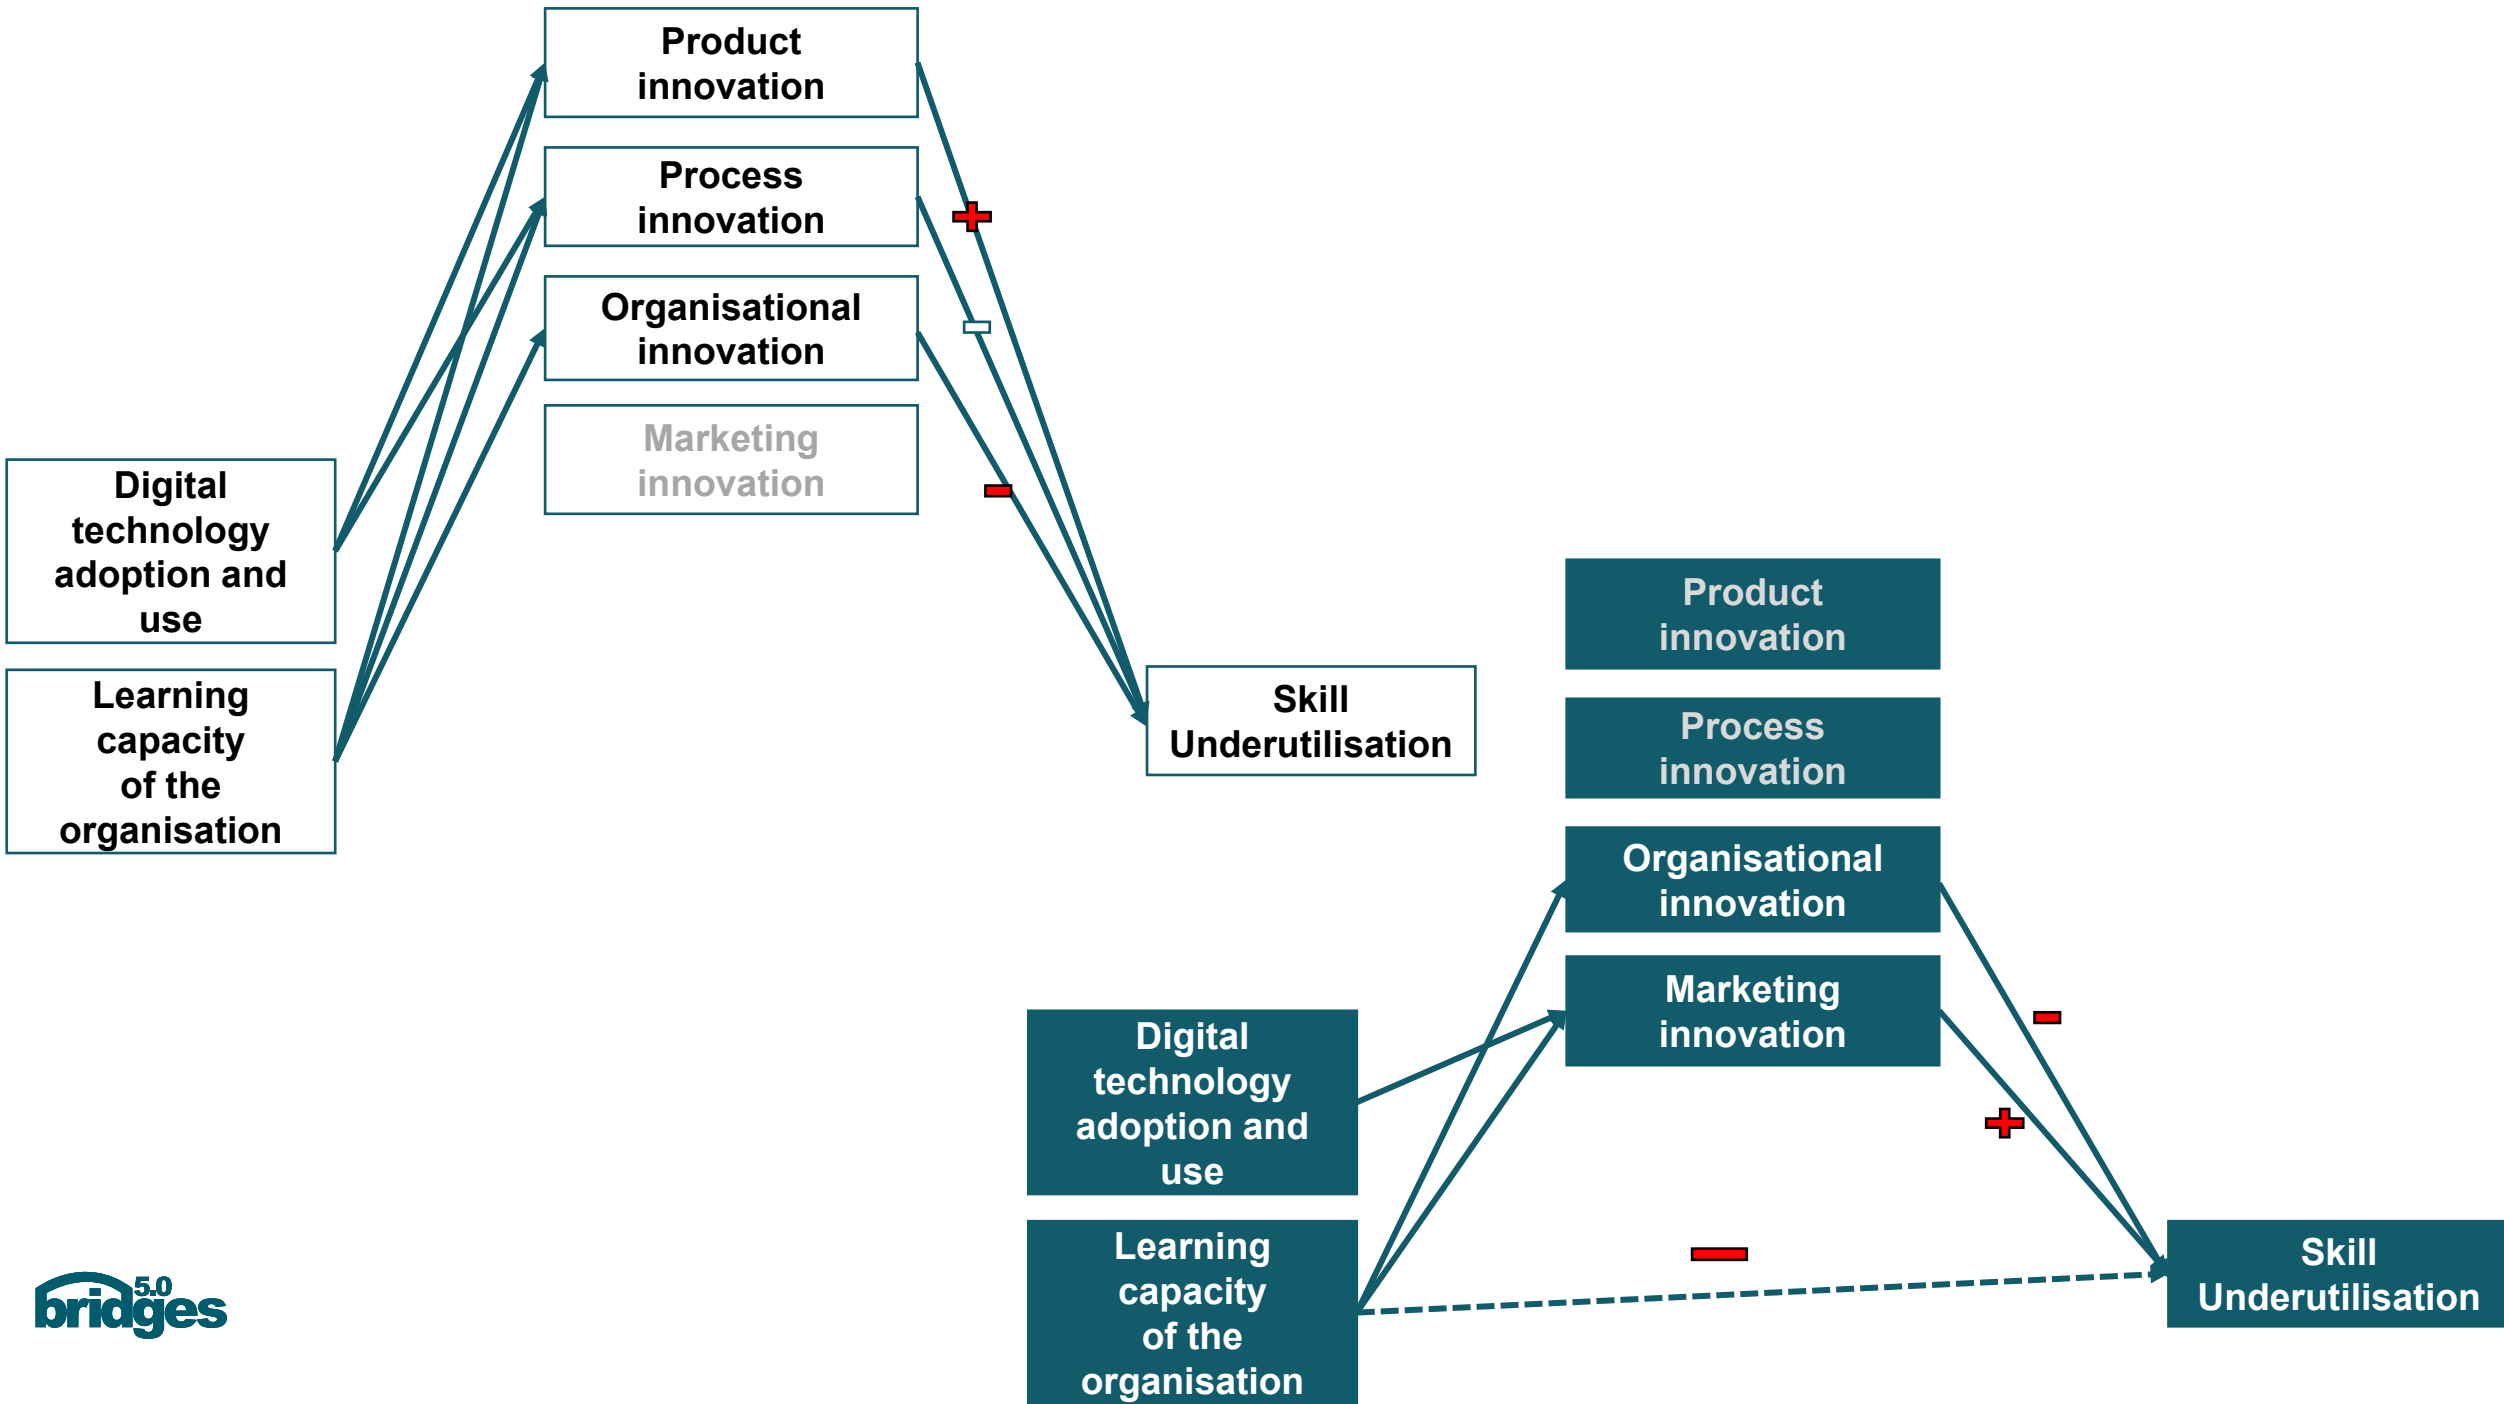 Product
innovation
Process
innovation
Organisational
innovation
Marketing
innovation
Digital
technology
adoption and
use
Learning
capacity
of the
organisation
Skill
Underutilisation
Product
innovation
Process
innovation
Organisational
innovation
Marketing
innovation
Digital
technology
adoption and
use
Learning
capacity
of the
organisation
Skill
Underutilisation
5.0
bridges